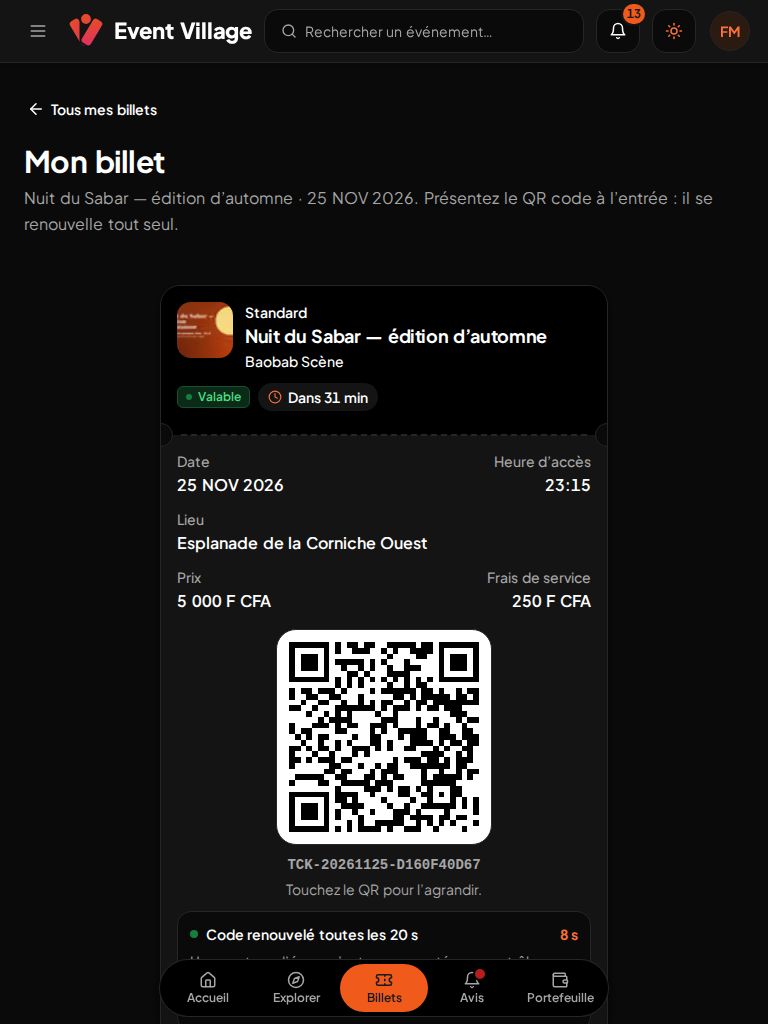 Event Village
Rechercher un événement…
13
FM
Tous mes billets
Mon billet
Nuit du Sabar — édition d’automne · 25 NOV 2026. Présentez le QR code à l’entrée : il se
renouvelle tout seul.
Standard
Nuit du Sabar — édition d’automne
Baobab Scène
Valable
Dans 31 min
Date
Heure d’accès
25 NOV 2026
23:15
Lieu
Esplanade de la Corniche Ouest
Prix
Frais de service
5 000 F CFA
250 F CFA
TCK-20261125-D160F40D67
Touchez le QR pour l’agrandir.
Code renouvelé toutes les 20 s
8 s
Accueil
Explorer
Billets
Avis
Portefeuille